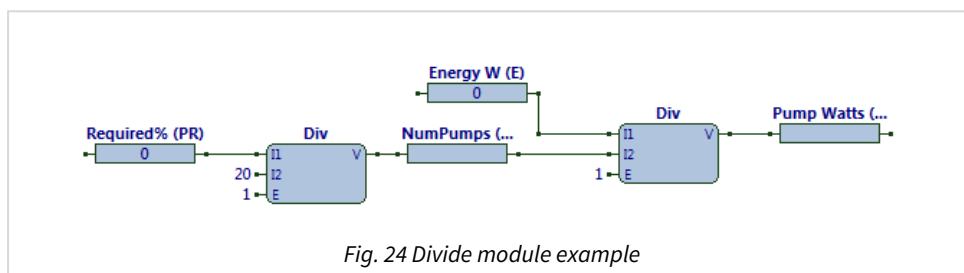 Energy W (E)
0
Div
Pump Watts (...
Required% (PR)
Div
NumPumps (...
I1
V
0
I1
V
I2
20
I2
1
E
1
E
Fig. 24 Divide module example